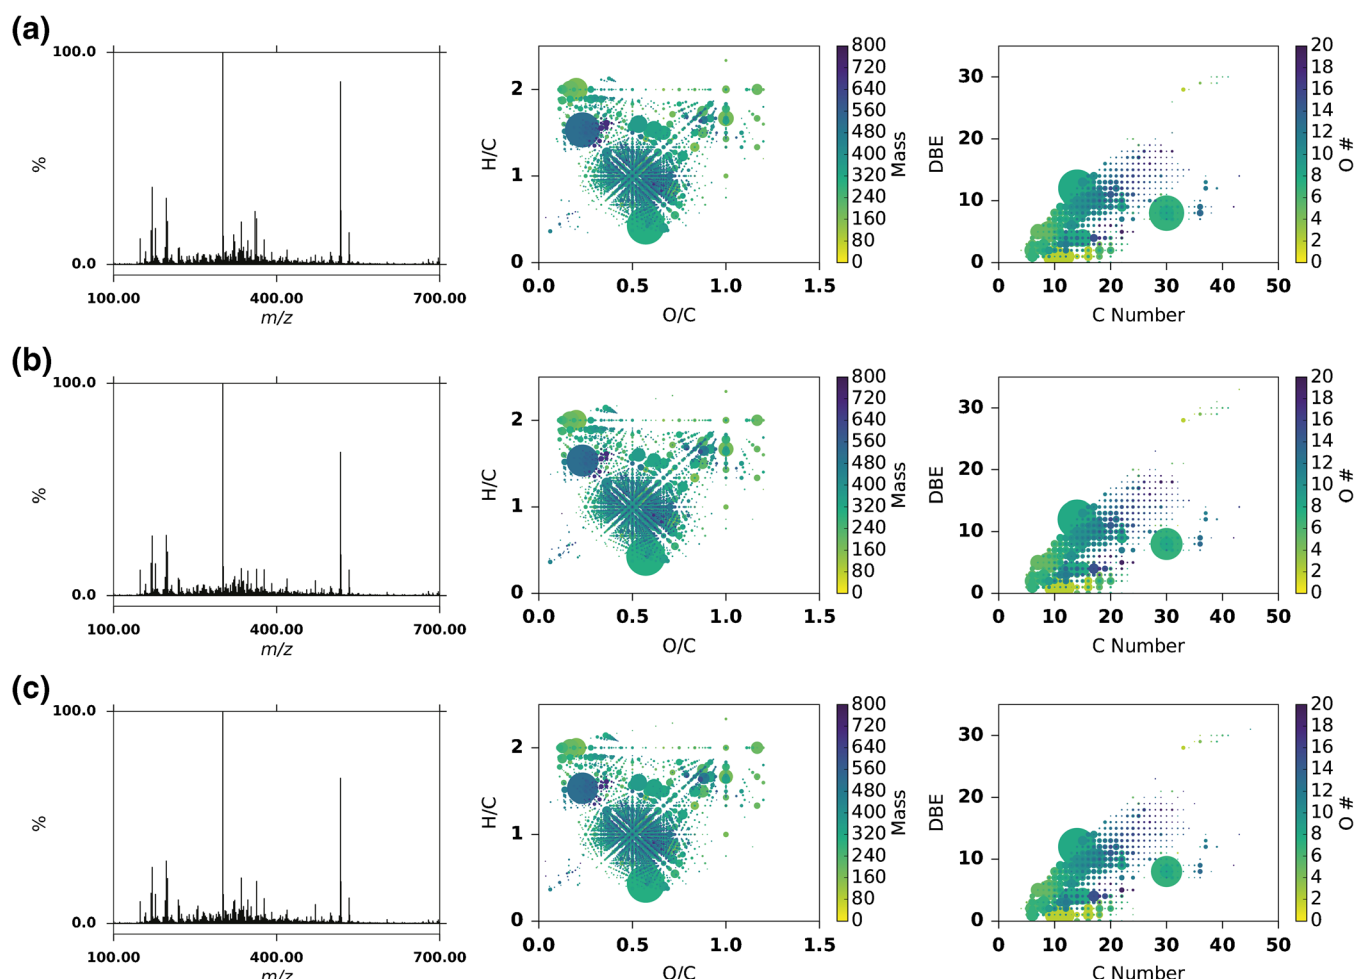 (a)
100.0
%
0.0
100.00 400.00 700.00
m/z
H/C
2
1
0
0.0 0.5 1.0 1.5
O/C
800
720
640
560
480
400
320
240
160
80
0
Mass
DBE
30
20
10
0
0 10 20 30 40 50
C Number
20
18
16
14
12
10
8
6
4
2
0
O #
(b)
100.0
%
0.0
100.00 400.00 700.00
m/z
H/C
2
1
0
0.0 0.5 1.0 1.5
O/C
800
720
640
560
480
400
320
240
160
80
0
Mass
DBE
30
20
10
0
0 10 20 30 40 50
C Number
20
18
16
14
12
10
8
6
4
2
0
O #
(c)
100.0
%
0.0
100.00 400.00 700.00
m/z
H/C
2
1
0
0.0 0.5 1.0 1.5
O/C
800
720
640
560
480
400
320
240
160
80
0
Mass
DBE
30
20
10
0
0 10 20 30 40 50
C Number
20
18
16
14
12
10
8
6
4
2
0
O #